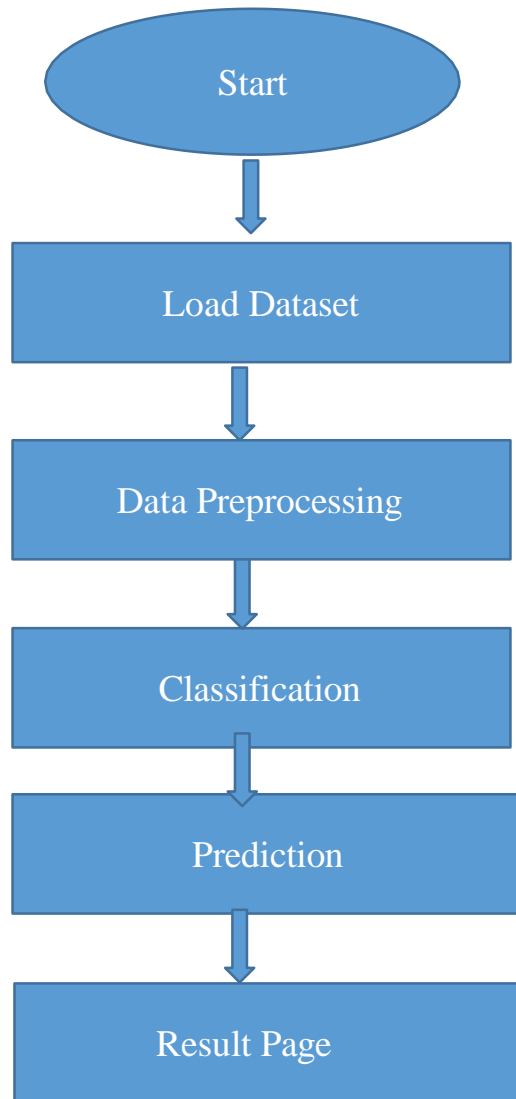 Start
Load Dataset
Data Preprocessing
Classification
Prediction
Result Page